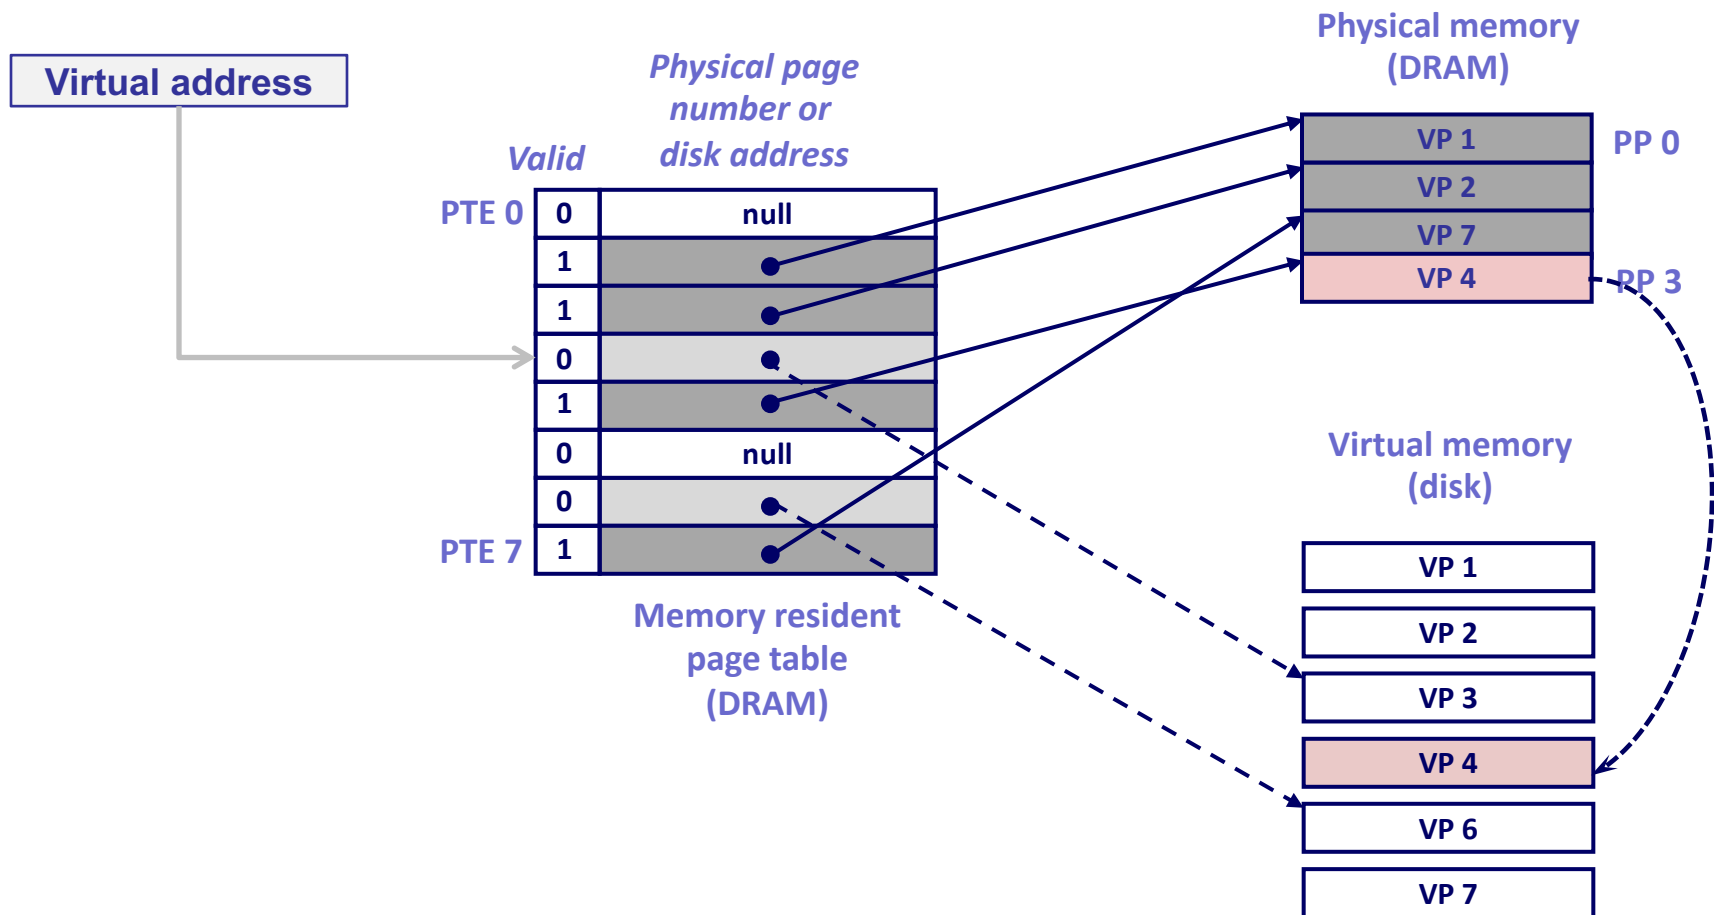 Virtual address
Physical page
number or
disk address
Valid
PTE 0
0
null
1
1
0
1
0
null
0
PTE 7
1
Memory resident
page table
(DRAM)
Physical memory
(DRAM)
VP 1
PP 0
VP 2
VP 7
VP 4
PP 3
Virtual memory
(disk)
VP 1
VP 2
VP 3
VP 4
VP 6
VP 7